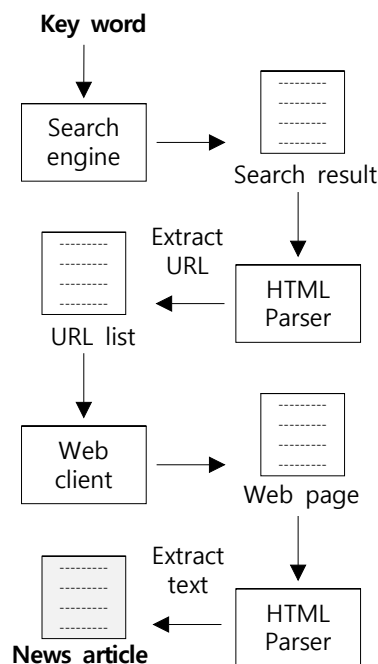 Key word
Search
engine
Search result
Extract
URL
HTML
Parser
URL list
Web
client
Web page
Extract
text
HTML
Parser
News article